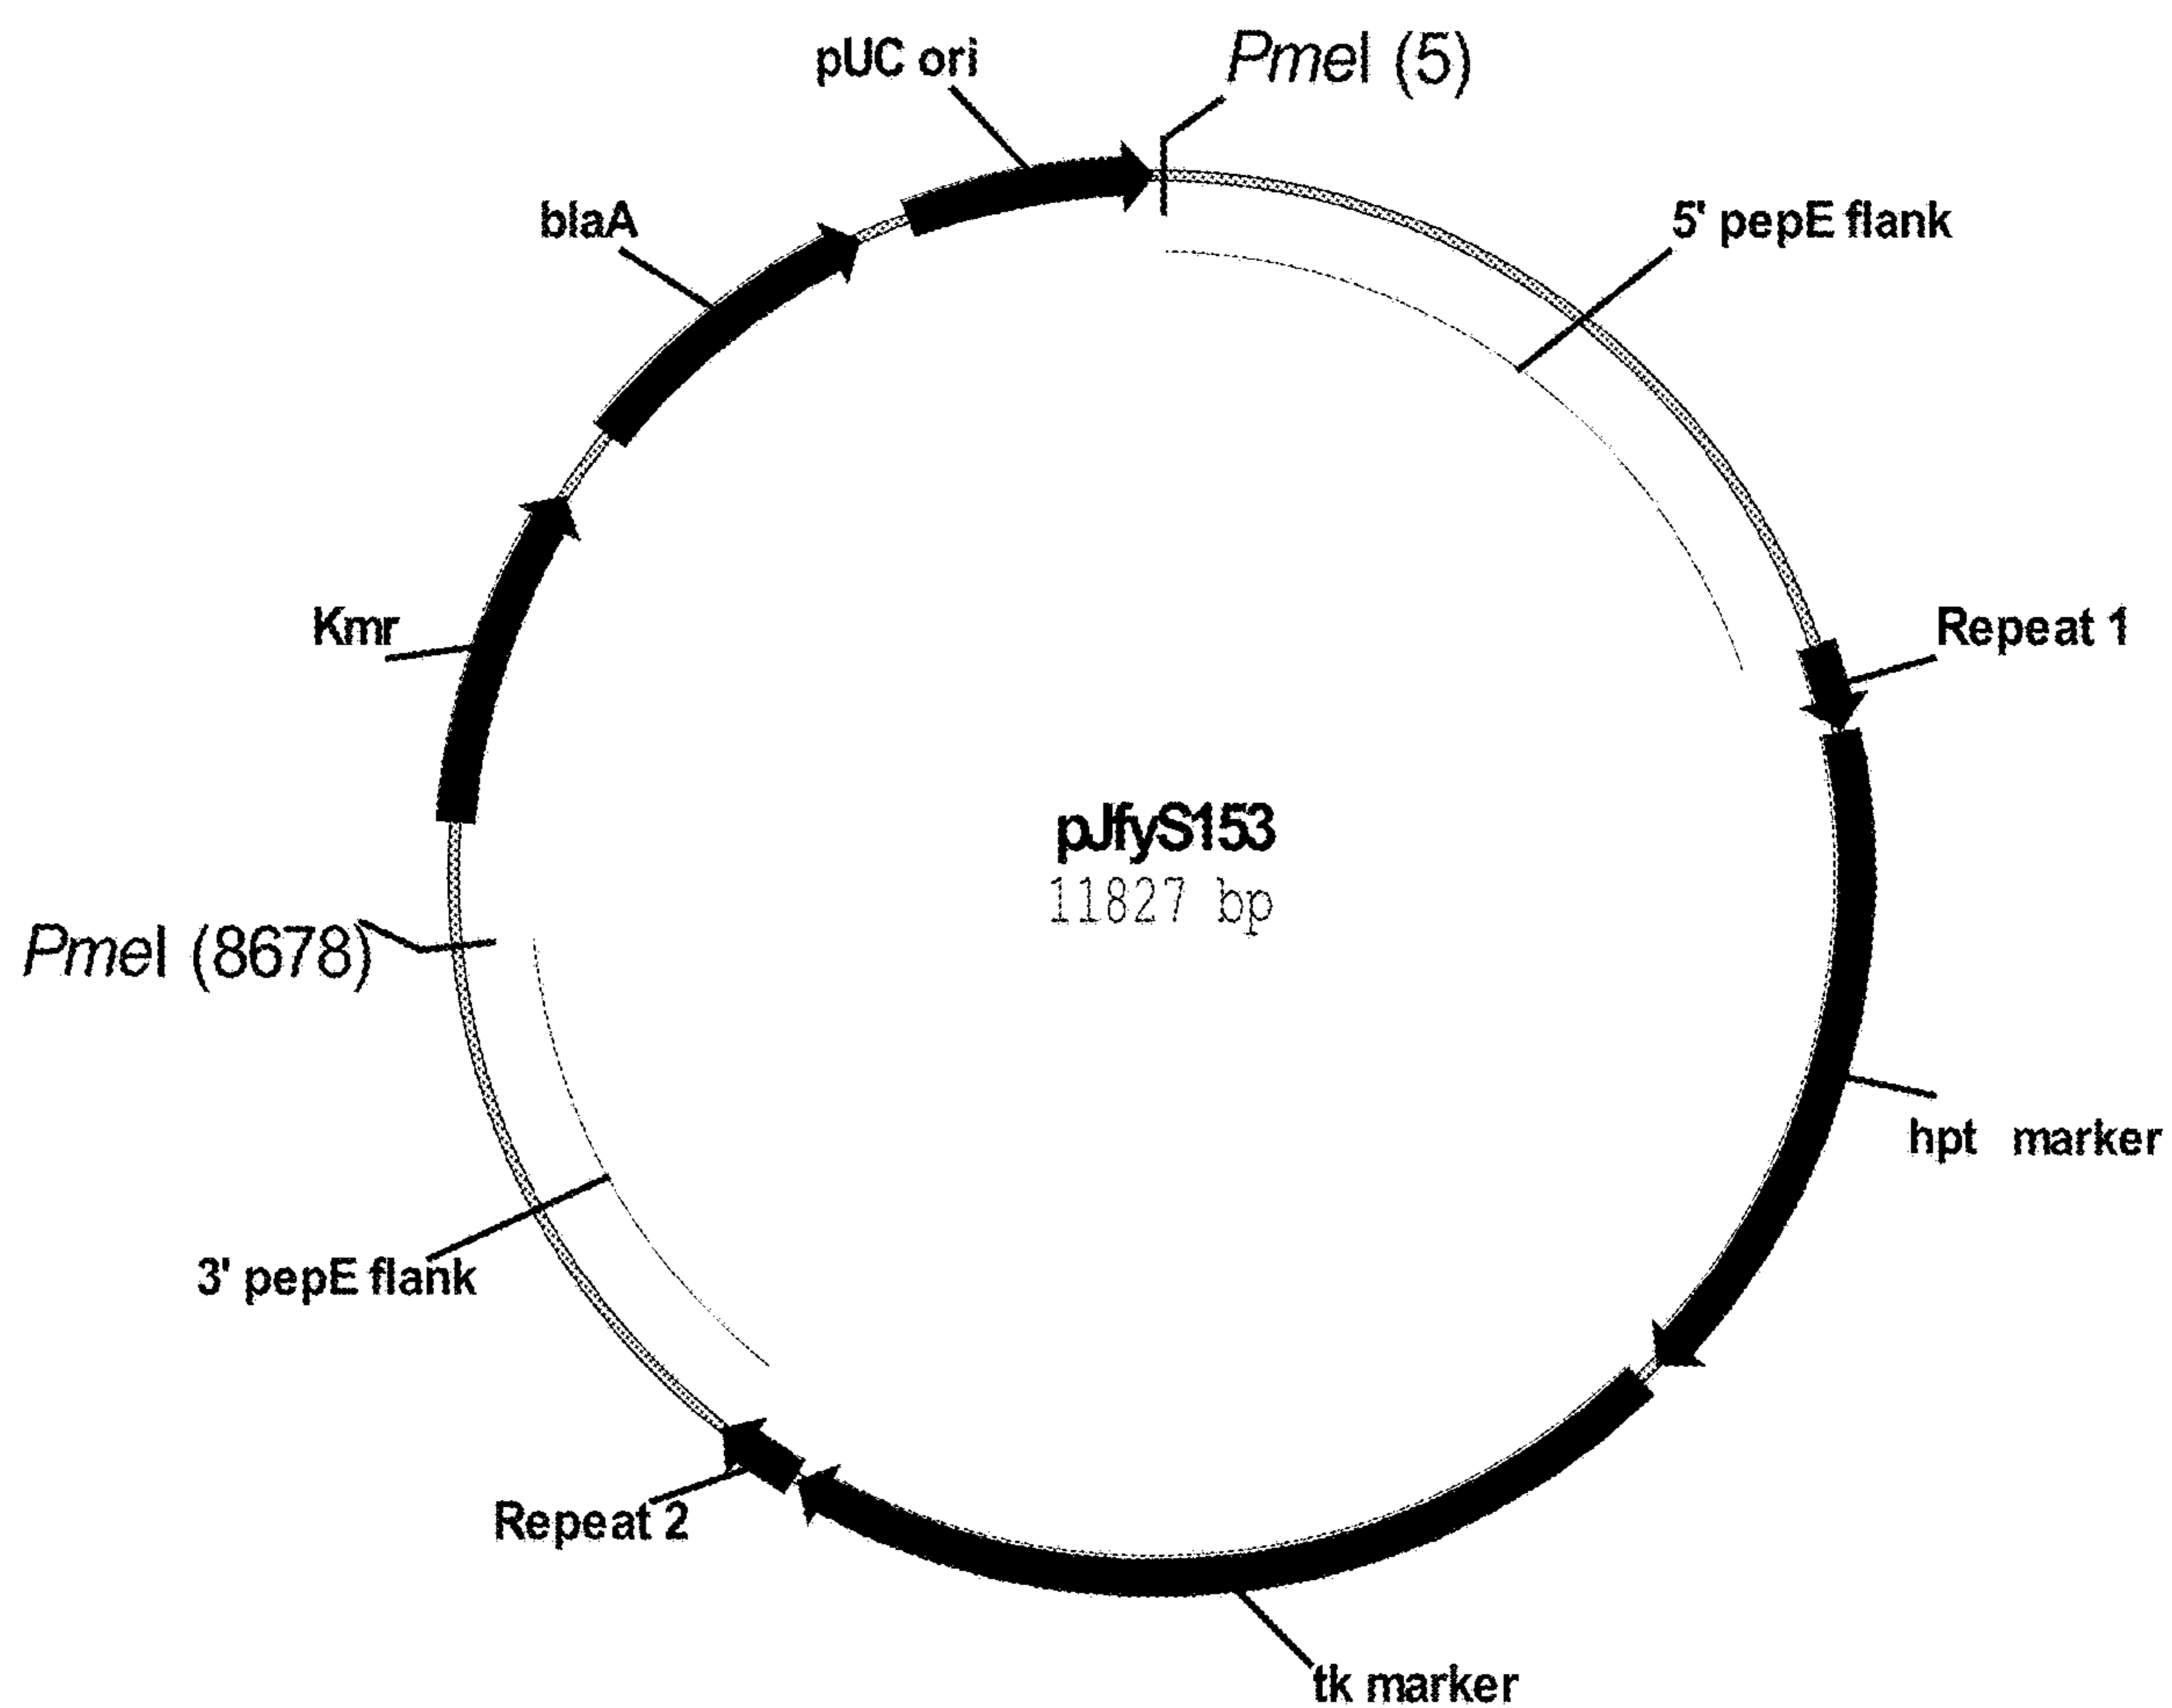 pUC ori
PmeI (5)
blaA
5' pepE flank
Kmr
Repeat 1
pJfyS153
11827 bp
PmeI (8678)
hpt marker
3' pepE flank
Repeat 2
tk marker